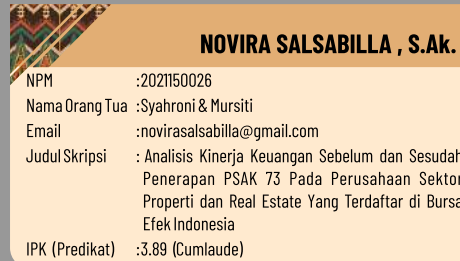 NOVIRA SALSABILLA , S.Ak.
NPM :2021150026
Nama Orang Tua :Syahroni & Mursiti
Email :novirasalsabilla@gmail.com
Judul Skripsi : Analisis Kinerja Keuangan Sebelum dan Sesudah
Penerapan PSAK 73 Pada Perusahaan Sektor
Properti dan Real Estate Yang Terdaftar di Bursa
Efek Indonesia
IPK (Predikat) :3.89 (Cumlaude)